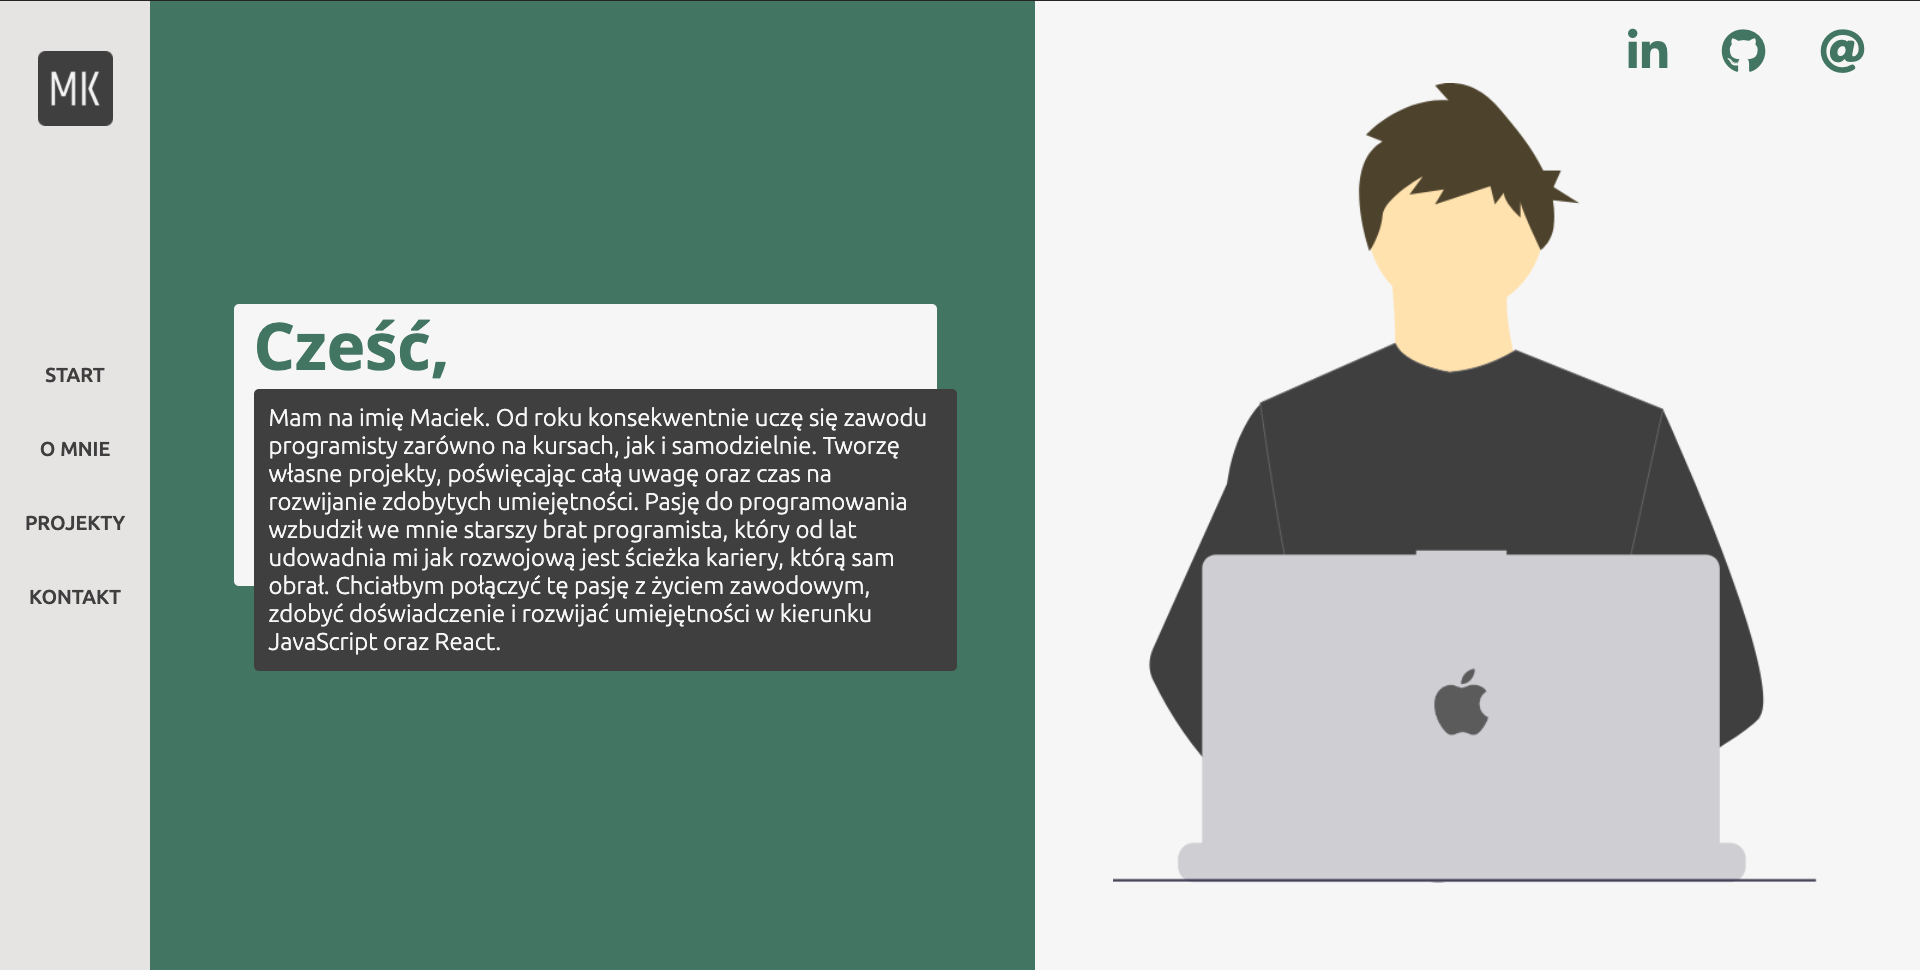 MK
START
O MNIE
PROJEKTY
KONTAKT
Cześć,
Mam na imię Maciek. Od roku konsekwentnie uczę się zawodu
programisty zarówno na kursach, jak i samodzielnie. Tworzę
własne projekty, poświęcając całą uwagę oraz czas na
rozwijanie zdobytych umiejętności. Pasję do programowania
wzbudził we mnie starszy brat programista, który od lat
udowadnia mi jak rozwojową jest ścieżka kariery, którą sam
obrał. Chciałbym połączyć tę pasję z życiem zawodowym,
zdobyć doświadczenie i rozwijać umiejętności w kierunku
JavaScript oraz React.
in
@